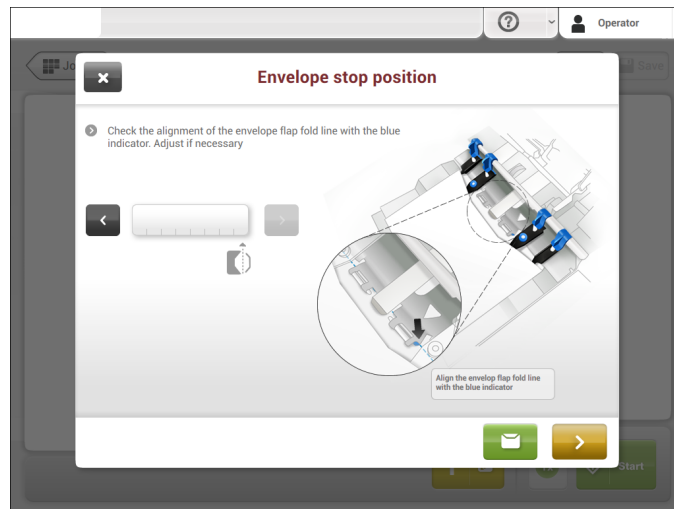 Operator
Jo
Save
Envelope stop position
Check the alignment of the envelope flap fold line with the blue
indicator. Adjust if necessary
Align the envelop flap fold line
with the blue indicator
Start